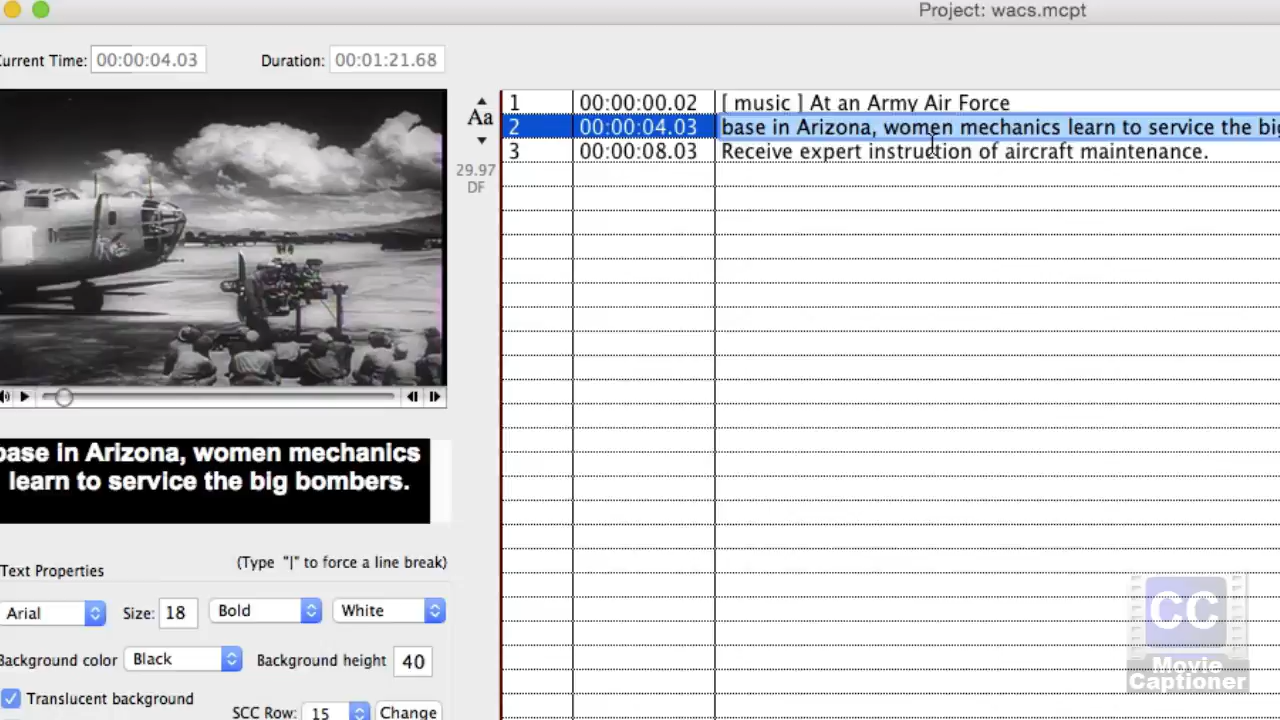 Project: wacs.mcpt
Current Time: 00:00:04.03 Duration: 00:01:21.68
Aa
29.97
DF
1 00:00:00.02 [ music ] At an Army Air Force
2 00:00:04.03 base in Arizona, women mechanics learn to service the big
3 00:00:08.03 Receive expert instruction of aircraft maintenance.
base in Arizona, women mechanics
learn to service the big bombers.
(Type "|" to force a line break)
Text Properties
Arial Size: 18 Bold White
Background color Black Background height 40
Translucent background
SCC Row: 15 Change
CC
Movie
Captioner